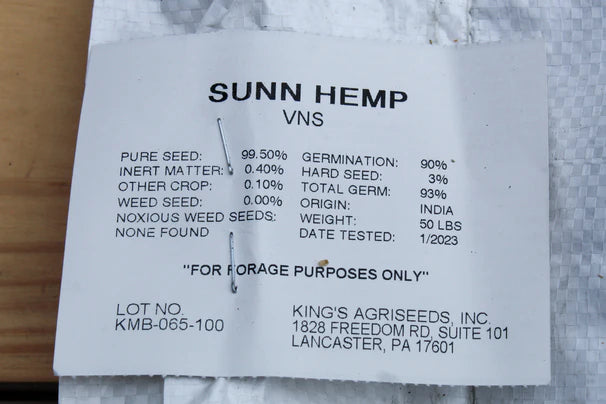 SUNN HEMP
VNS
PURE SEED: 99.50% GERMINATION: 90%
INERT MATTER: 0.40% HARD SEED: 3%
OTHER CROP: 0.10% TOTAL GERM: 93%
WEED SEED: 0.00% ORIGIN: INDIA
NOXIOUS WEED SEEDS: WEIGHT: 50 LBS
NONE FOUND DATE TESTED: 1/2023
"FOR FORAGE PURPOSES ONLY"
LOT NO. KING'S AGRISEEDS, INC.
KMB-065-100 1828 FREEDOM RD, SUITE 101
LANCASTER, PA 17601